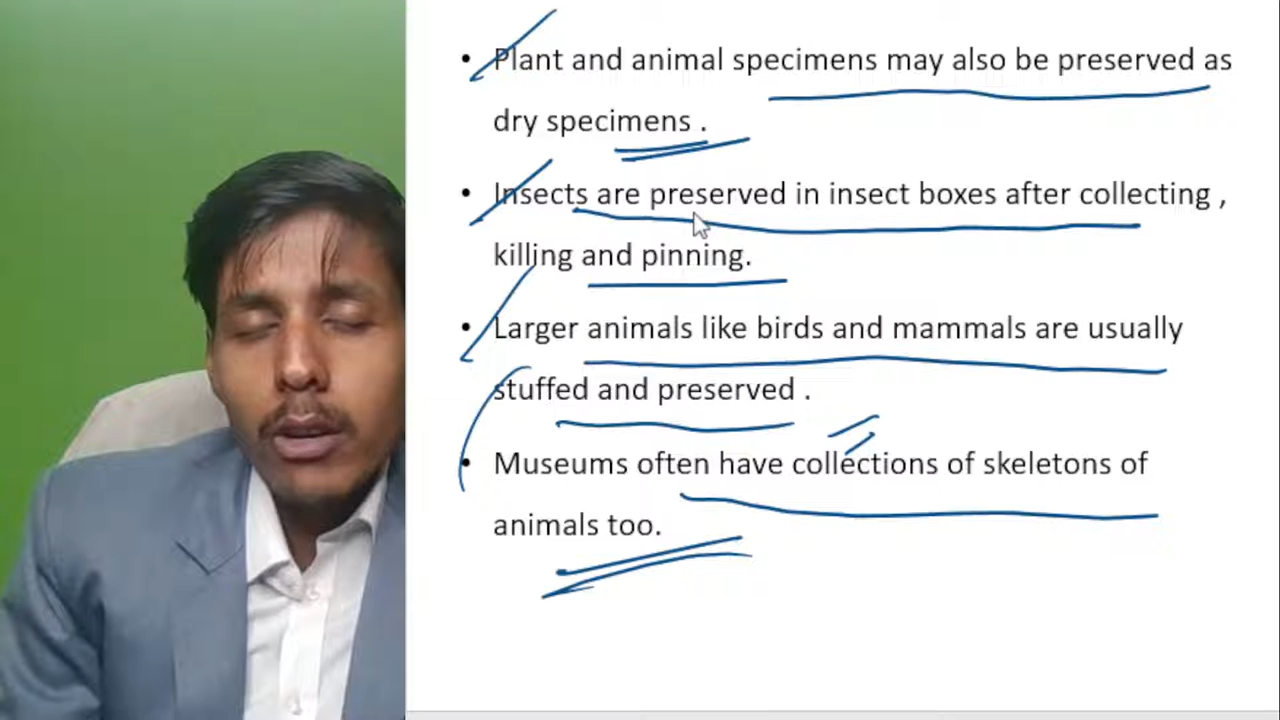 • Plant and animal specimens may also be preserved as
dry specimens .
• Insects are preserved in insect boxes after collecting ,
killing and pinning.
• Larger animals like birds and mammals are usually
stuffed and preserved .
• Museums often have collections of skeletons of
animals too.